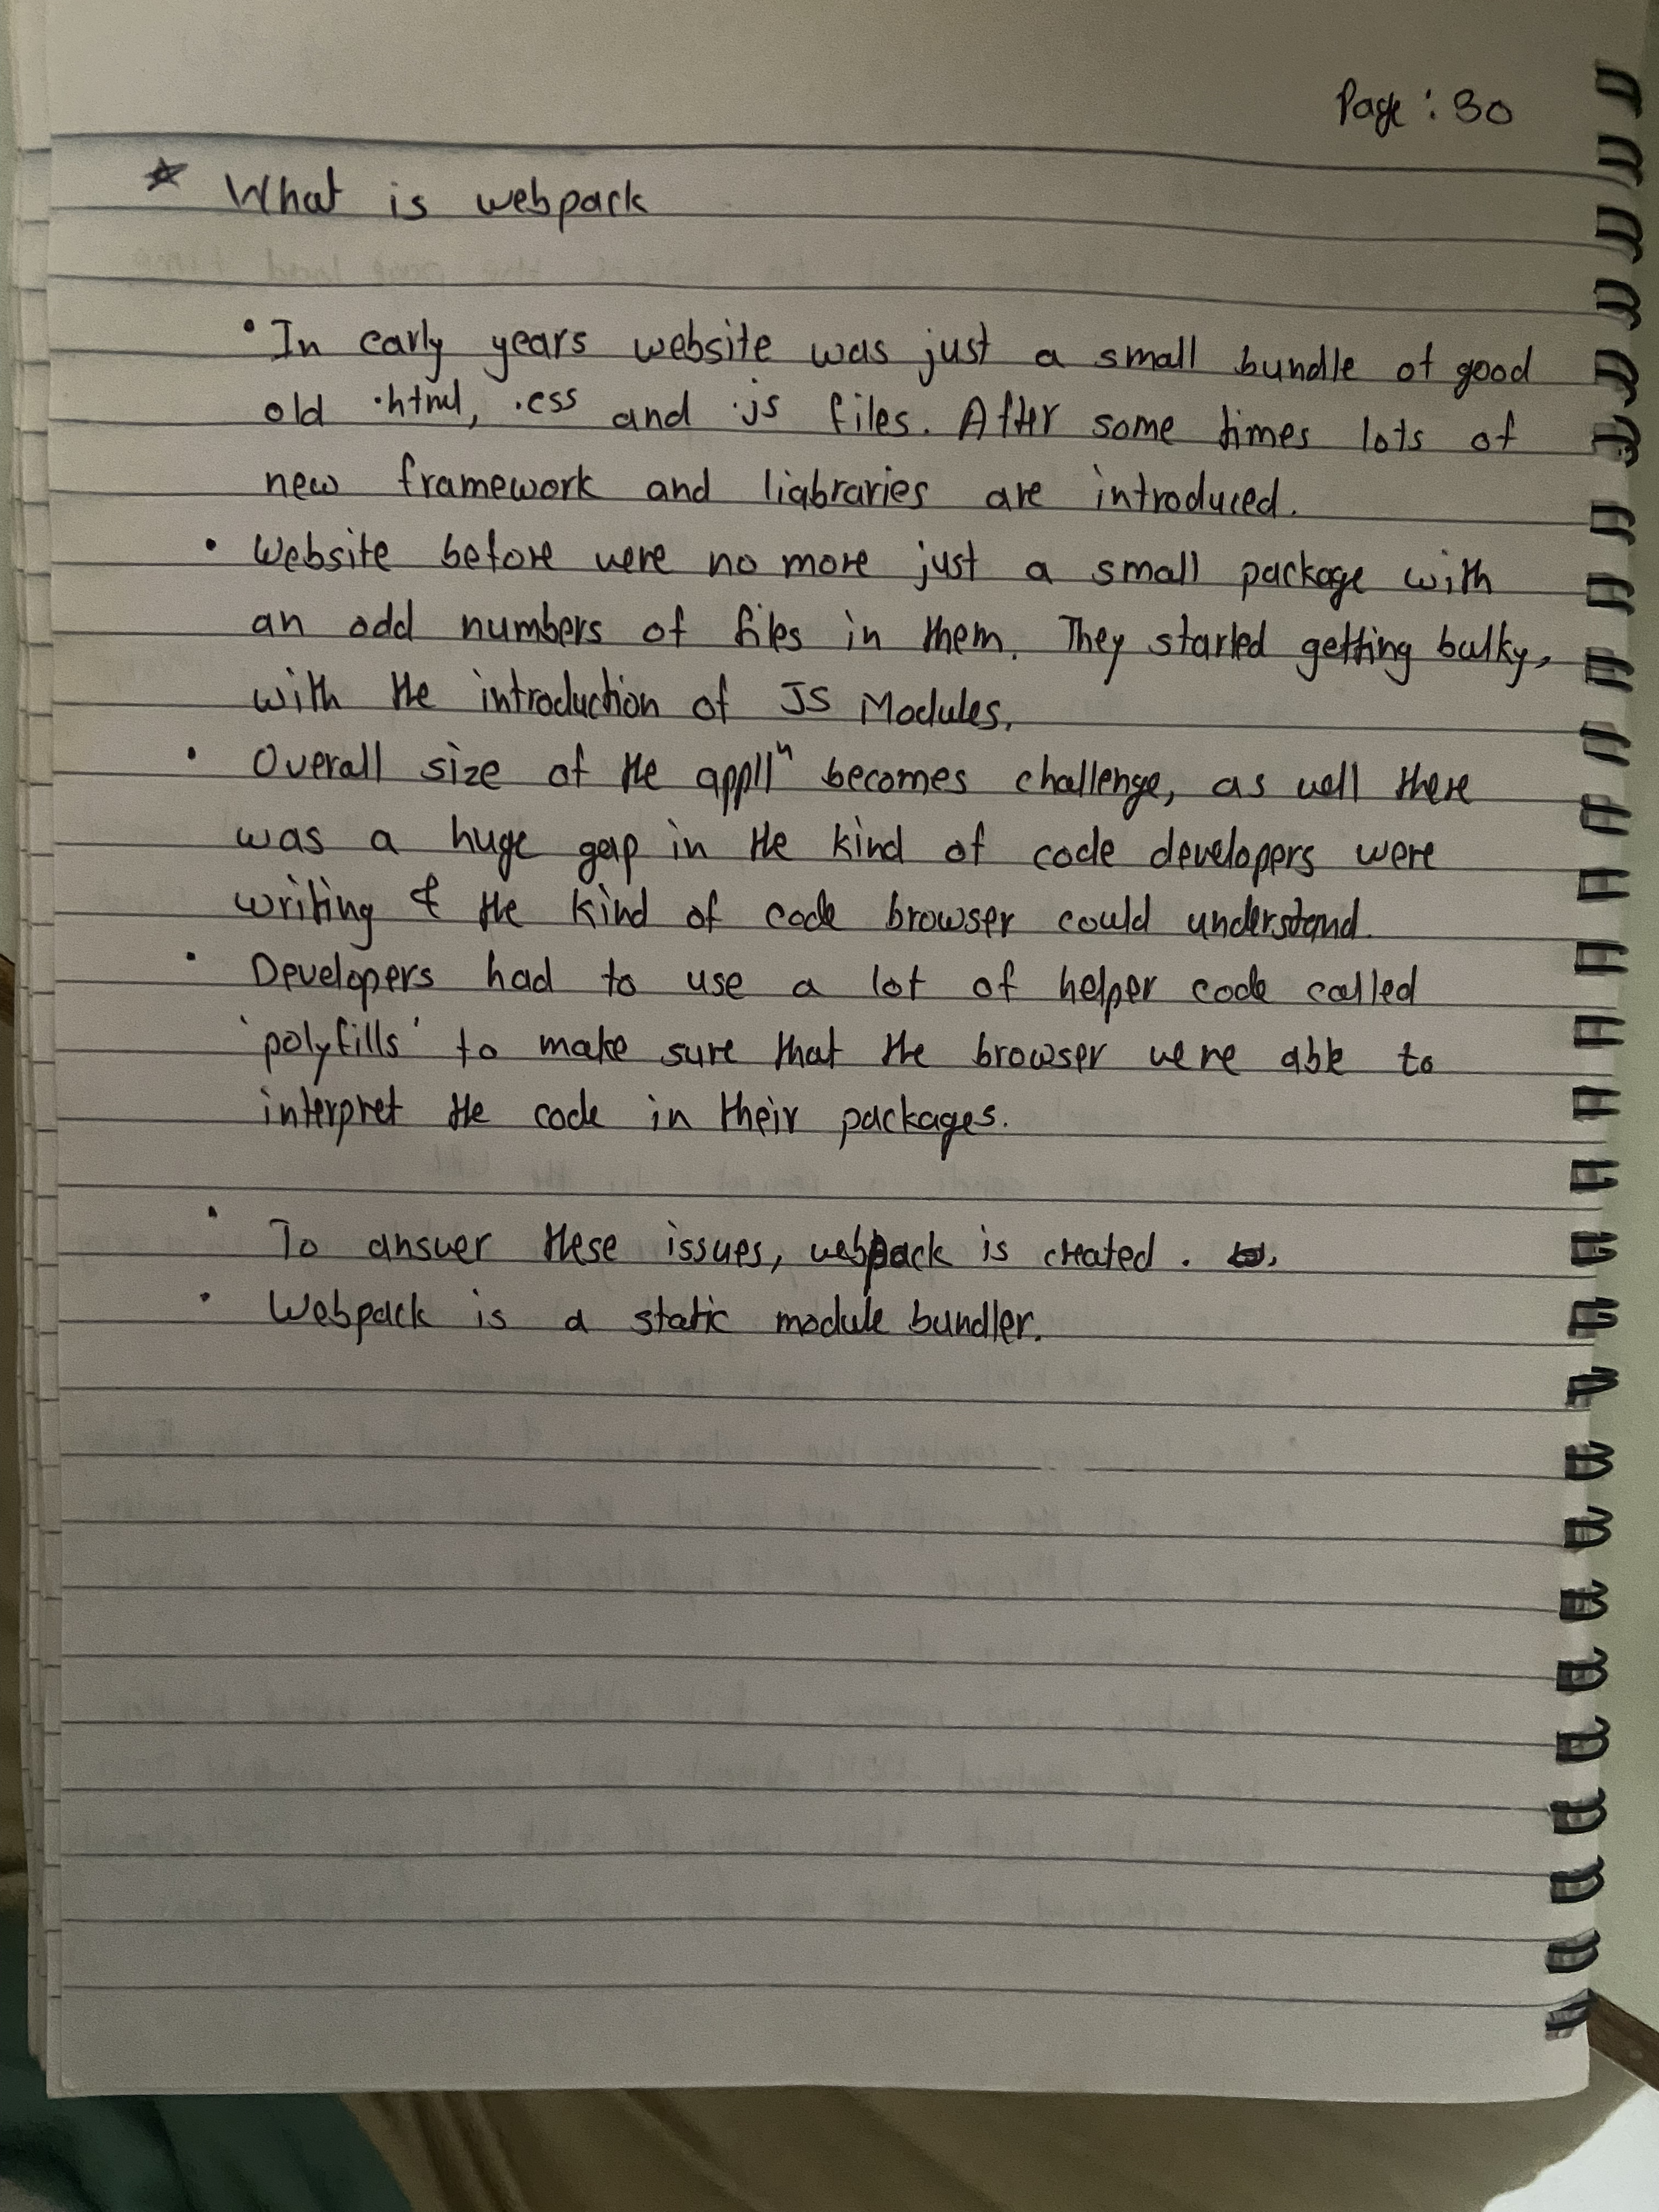 Page : 30
* What is webpack
• In early years website was just a small bundle of good
old .html, .css and .js files. After some times lots of
new framework and liabraries are introduced.
• Website before were no more just a small package with
an odd numbers of files in them. They started getting bulky,
with the introduction of JS Modules.
• Overall size of the applⁿ becomes challenge, as well there
was a huge gap in the kind of code developers were
writing & the kind of code browser could understand.
• Developers had to use a lot of helper code called
'polyfills' to make sure that the browser were able to
interpret the code in their packages.
• To answer these issues, webpack is created.
• Webpack is a static module bundler.